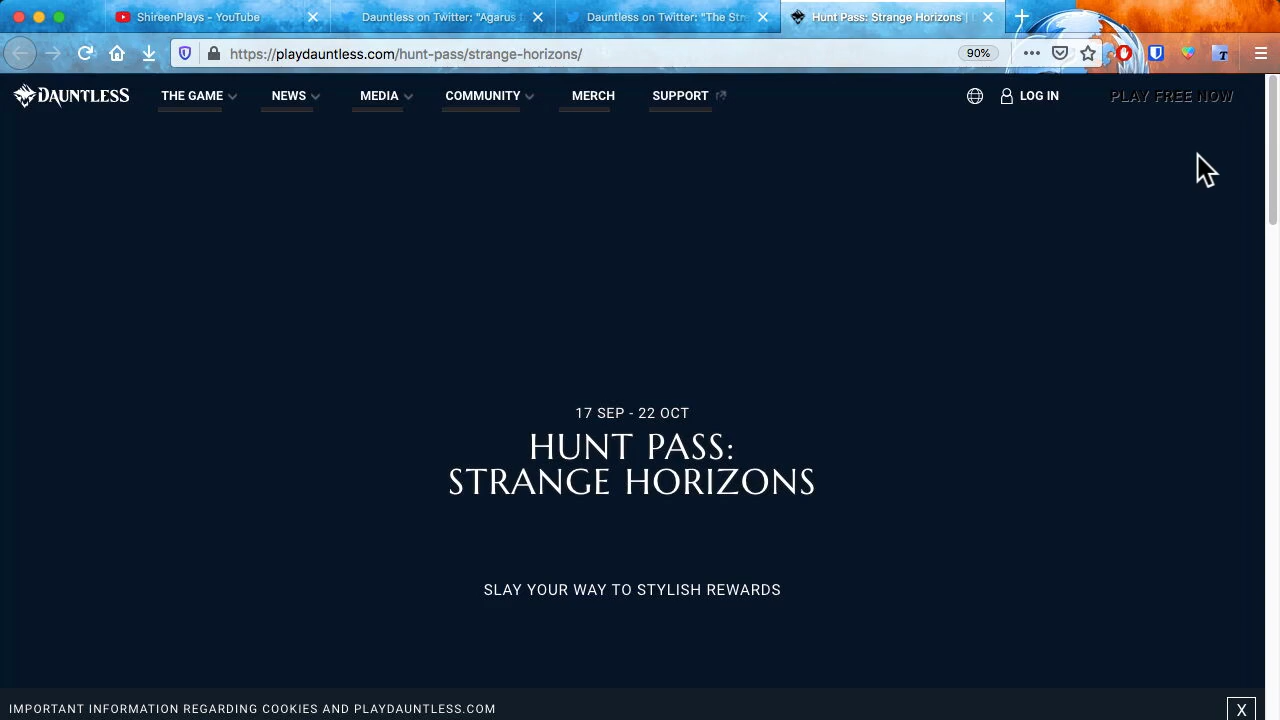 ShireenPlays - YouTube
Dauntless on Twitter: "Agarus
Dauntless on Twitter: "The Stra
Hunt Pass: Strange Horizons |
https://playdauntless.com/hunt-pass/strange-horizons/
90%
DAUNTLESS
THE GAME
NEWS
MEDIA
COMMUNITY
MERCH
SUPPORT
LOG IN
PLAY FREE NOW
17 SEP - 22 OCT
HUNT PASS:
STRANGE HORIZONS
SLAY YOUR WAY TO STYLISH REWARDS
IMPORTANT INFORMATION REGARDING COOKIES AND PLAYDAUNTLESS.COM
X